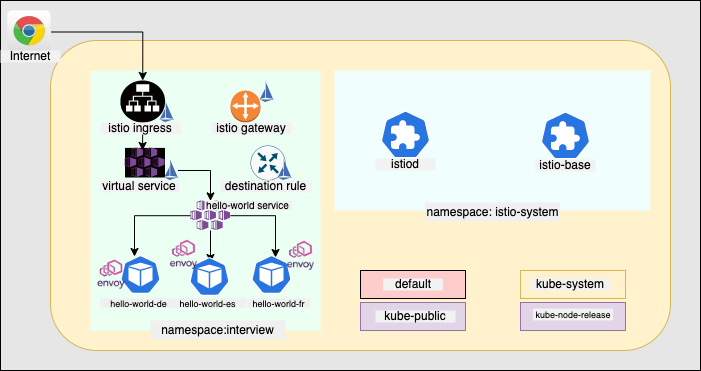 Internet
istio ingress
istio gateway
virtual service
destination rule
hello-world service
envoy
envoy
envoy
hello-world-de
hello-world-es
hello-world-fr
namespace:interview
istiod
istio-base
namespace: istio-system
default
kube-system
kube-public
kube-node-release